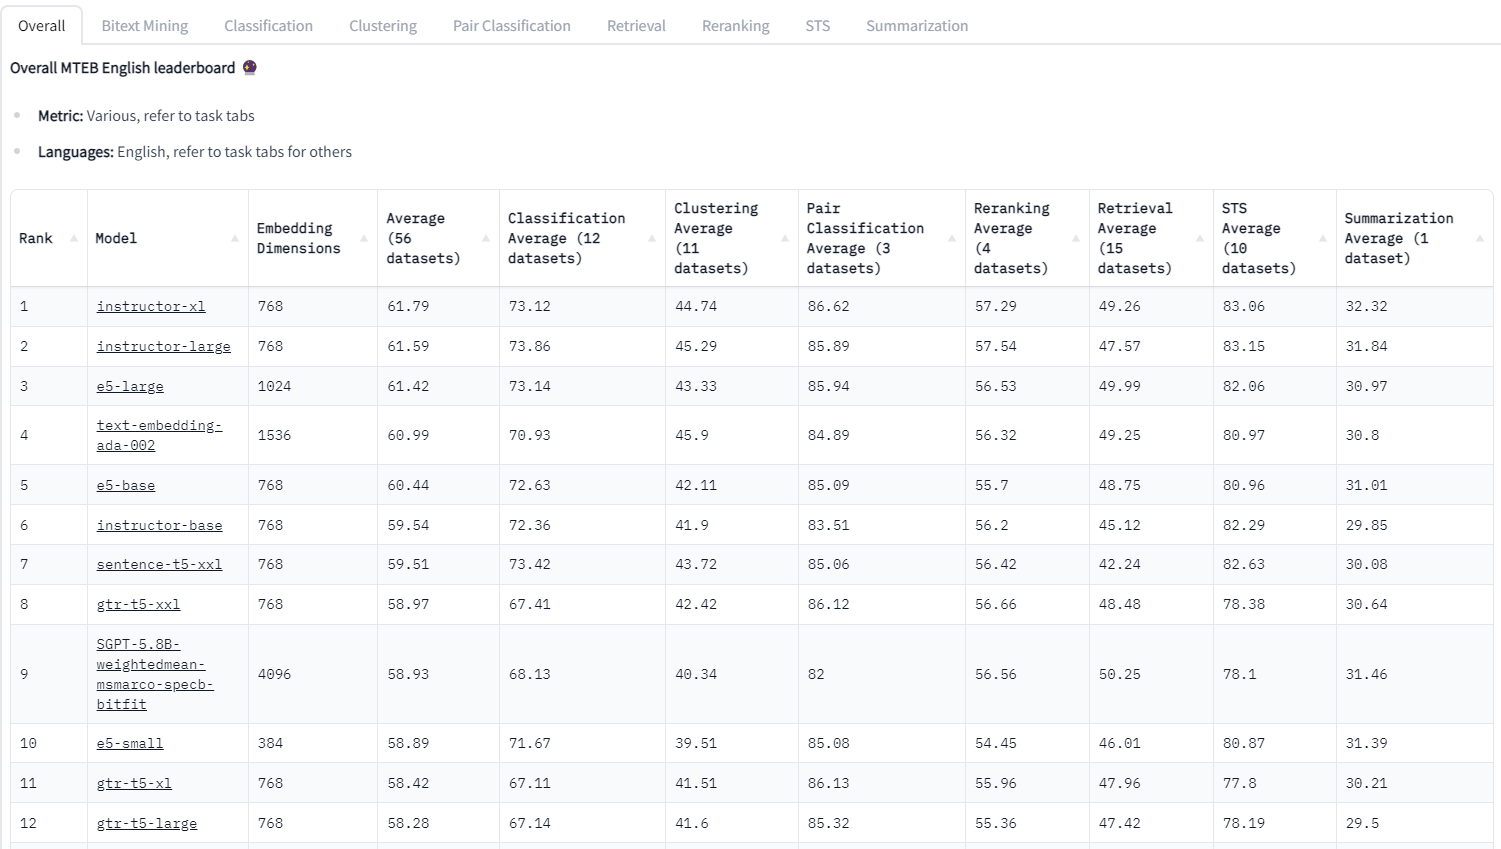 Overall Bitext Mining Classification Clustering Pair Classification Retrieval Reranking STS Summarization
Overall MTEB English leaderboard 🔮
Metric: Various, refer to task tabs
Languages: English, refer to task tabs for others
Rank Model Embedding Dimensions Average (56 datasets) Classification Average (12 datasets) Clustering Average (11 datasets) Pair Classification Average (3 datasets) Reranking Average (4 datasets) Retrieval Average (15 datasets) STS Average (10 datasets) Summarization Average (1 dataset)
1 instructor-xl 768 61.79 73.12 44.74 86.62 57.29 49.26 83.06 32.32
2 instructor-large 768 61.59 73.86 45.29 85.89 57.54 47.57 83.15 31.84
3 e5-large 1024 61.42 73.14 43.33 85.94 56.53 49.99 82.06 30.97
4 text-embedding-ada-002 1536 60.99 70.93 45.9 84.89 56.32 49.25 80.97 30.8
5 e5-base 768 60.44 72.63 42.11 85.09 55.7 48.75 80.96 31.01
6 instructor-base 768 59.54 72.36 41.9 83.51 56.2 45.12 82.29 29.85
7 sentence-t5-xxl 768 59.51 73.42 43.72 85.06 56.42 42.24 82.63 30.08
8 gtr-t5-xxl 768 58.97 67.41 42.42 86.12 56.66 48.48 78.38 30.64
9 SGPT-5.8B-weightedmean-msmarco-specb-bitfit 4096 58.93 68.13 40.34 82 56.56 50.25 78.1 31.46
10 e5-small 384 58.89 71.67 39.51 85.08 54.45 46.01 80.87 31.39
11 gtr-t5-xl 768 58.42 67.11 41.51 86.13 55.96 47.96 77.8 30.21
12 gtr-t5-large 768 58.28 67.14 41.6 85.32 55.36 47.42 78.19 29.5